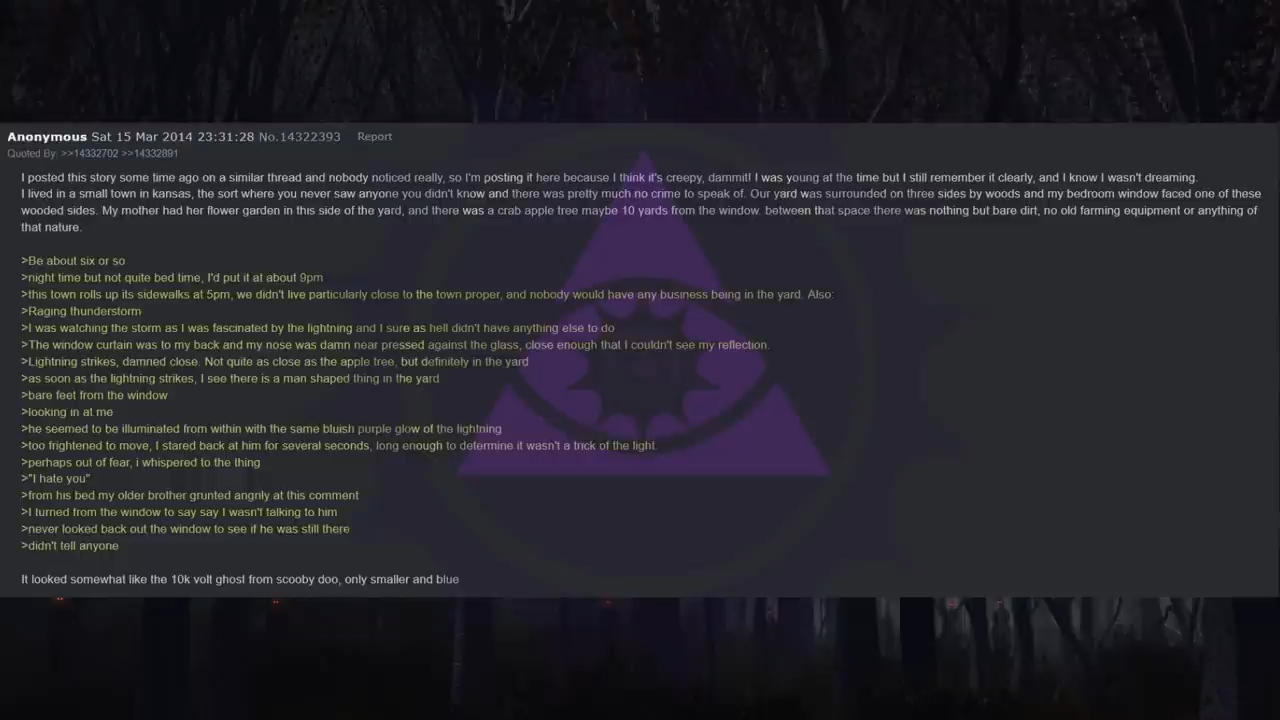 Anonymous Sat 15 Mar 2014 23:31:28 No.14322393 Report
Quoted By: >>14332702 >>14332891
I posted this story some time ago on a similar thread and nobody noticed really, so I'm posting it here because I think it's creepy, dammit! I was young at the time but I still remember it clearly, and I know I wasn't dreaming.
I lived in a small town in kansas, the sort where you never saw anyone you didn't know and there was pretty much no crime to speak of. Our yard was surrounded on three sides by woods and my bedroom window faced one of these
wooded sides. My mother had her flower garden in this side of the yard, and there was a crab apple tree maybe 10 yards from the window. between that space there was nothing but bare dirt, no old farming equipment or anything of
that nature.
>Be about six or so
>night time but not quite bed time, I'd put it at about 9pm
>this town rolls up its sidewalks at 5pm, we didn't live particularly close to the town proper, and nobody would have any business being in the yard. Also:
>Raging thunderstorm
>I was watching the storm as I was fascinated by the lightning and I sure as hell didn't have anything else to do
>The window curtain was to my back and my nose was damn near pressed against the glass, close enough that I couldn't see my reflection.
>Lightning strikes, damned close. Not quite as close as the apple tree, but definitely in the yard
>as soon as the lightning strikes, I see there is a man shaped thing in the yard
>bare feet from the window
>looking in at me
>he seemed to be illuminated from within with the same bluish purple glow of the lightning
>too frightened to move, I stared back at him for several seconds, long enough to determine it wasn't a trick of the light.
>perhaps out of fear, i whispered to the thing
>"I hate you"
>from his bed my older brother grunted angrily at this comment
>I turned from the window to say say I wasn't talking to him
>never looked back out the window to see if he was still there
>didn't tell anyone
It looked somewhat like the 10k volt ghost from scooby doo, only smaller and blue